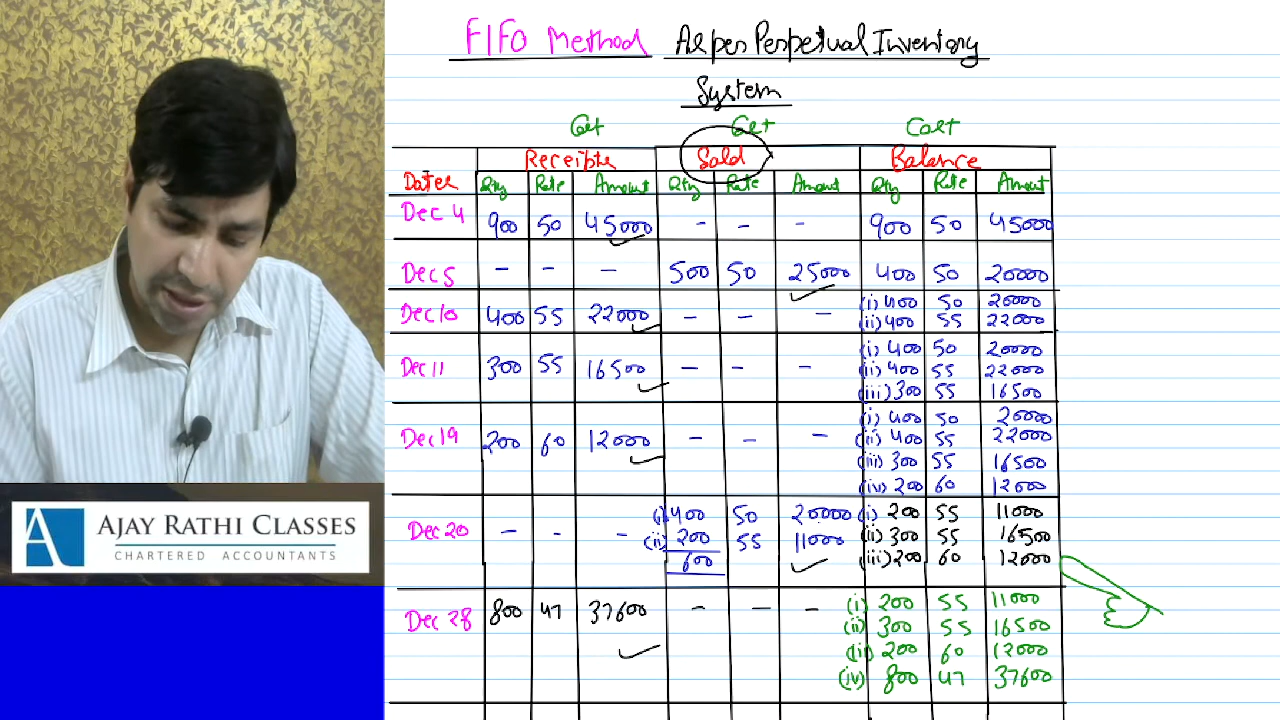 FIFO Method As per Perpetual Inventory
System
Cost Cost Cost
Receipts Sold Balance
Dates Qty Rate Amount Qty Rate Amount Qty Rate Amount
Dec 4 900 50 45000 - - - 900 50 45000
Dec 5 - - - 500 50 25000 400 50 20000
Dec 10 400 55 22000 - - - (i) 400 50 20000
(ii) 400 55 22000
Dec 11 300 55 16500 - - - (i) 400 50 20000
(ii) 400 55 22000
(iii) 300 55 16500
Dec 19 200 60 12000 - - - (i) 400 50 20000
(ii) 400 55 22000
(iii) 300 55 16500
(iv) 200 60 12000
Dec 20 - - - (i) 400 50 20000 (i) 200 55 11000
(ii) 200 55 11000 (ii) 300 55 16500
600 (iii) 200 60 12000
Dec 28 800 47 37600 - - - (i) 200 55 11000
(ii) 300 55 16500
(iii) 200 60 12000
(iv) 800 47 37600
AJAY RATHI CLASSES
CHARTERED ACCOUNTANTS